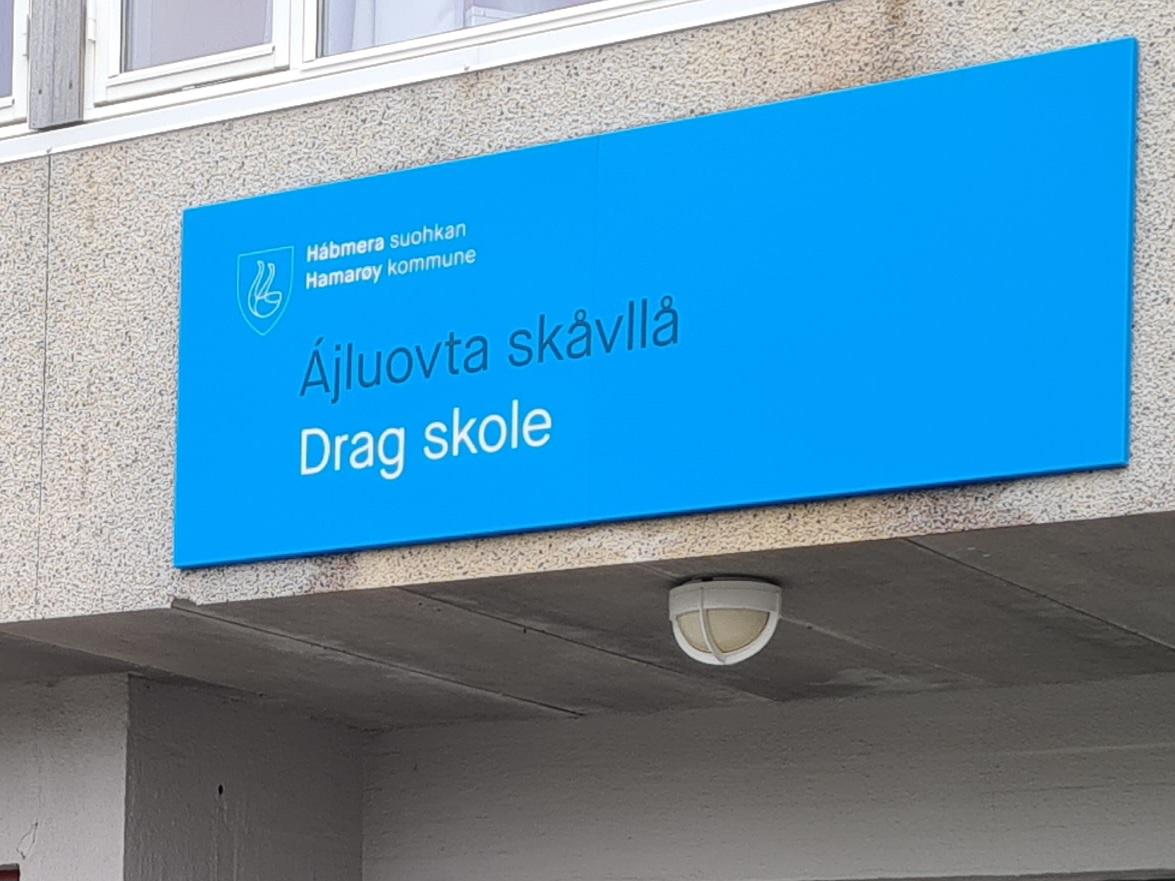 Hábmera suohkan
Hamarøy kommune
Ájluovta skåvllå
Drag skole